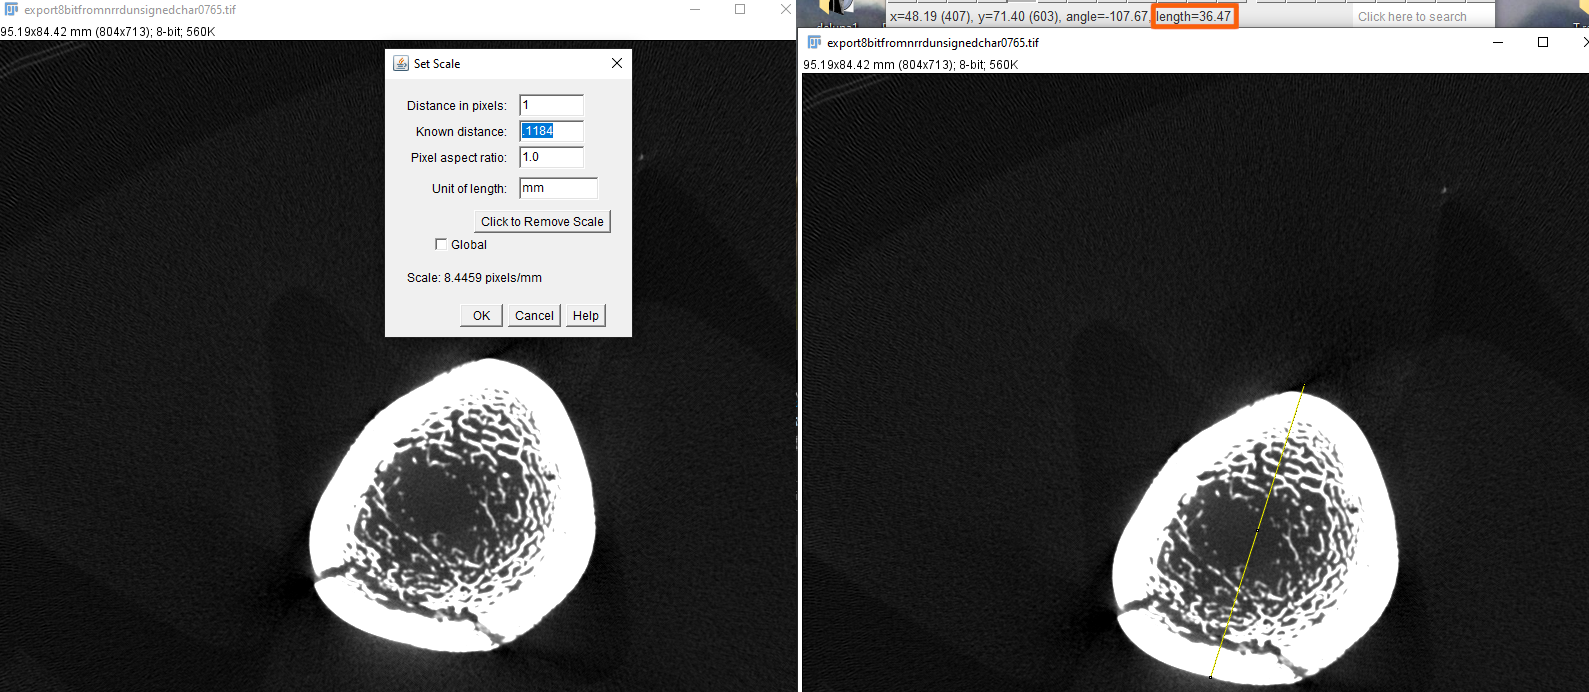 export8bitfromnrrdunsignedchar0765.tif
95.19x84.42 mm (804x713); 8-bit; 560K
Set Scale
Distance in pixels: 1
Known distance: .1184
Pixel aspect ratio: 1.0
Unit of length: mm
Click to Remove Scale
Global
Scale: 8.4459 pixels/mm
OK Cancel Help
x=48.19 (407), y=71.40 (603), angle=-107.67, length=36.47
Click here to search
export8bitfromnrrdunsignedchar0765.tif
95.19x84.42 mm (804x713); 8-bit; 560K